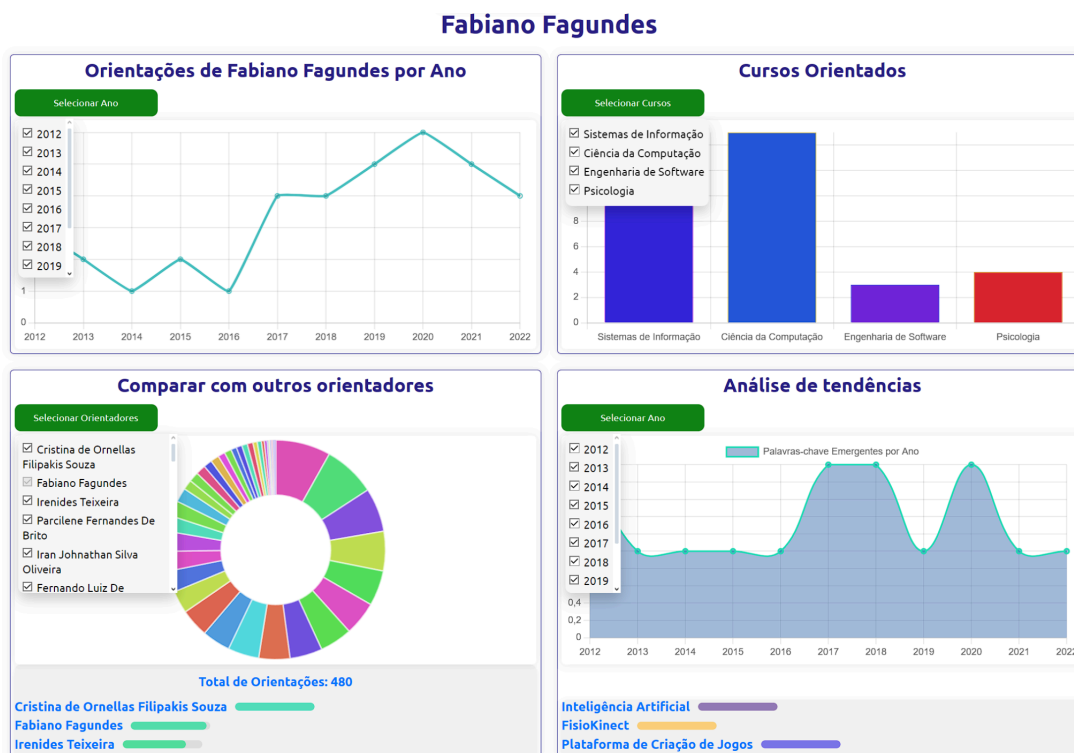 Fabiano Fagundes
Orientações de Fabiano Fagundes por Ano
Selecionar Ano
2012
2013
2014
2015
2016
2017
2018
2019
1
0
2012 2013 2014 2015 2016 2017 2018 2019 2020 2021 2022
Cursos Orientados
Selecionar Cursos
Sistemas de Informação
Ciência da Computação
Engenharia de Software
Psicologia
8
6
4
2
0
Sistemas de Informação Ciência da Computação Engenharia de Software Psicologia
Comparar com outros orientadores
Selecionar Orientadores
Cristina de Ornellas
Filipakis Souza
Fabiano Fagundes
Irenides Teixeira
Parcilene Fernandes De
Brito
Iran Johnathan Silva
Oliveira
Fernando Luiz De
Total de Orientações: 480
Cristina de Ornellas Filipakis Souza
Fabiano Fagundes
Irenides Teixeira
Análise de tendências
Selecionar Ano
2012
2013
2014
2015
2016
2017
2018
2019
Palavras-chave Emergentes por Ano
0,4
0,2
0
2012 2013 2014 2015 2016 2017 2018 2019 2020 2021 2022
Inteligência Artificial
FisioKinect
Plataforma de Criação de Jogos